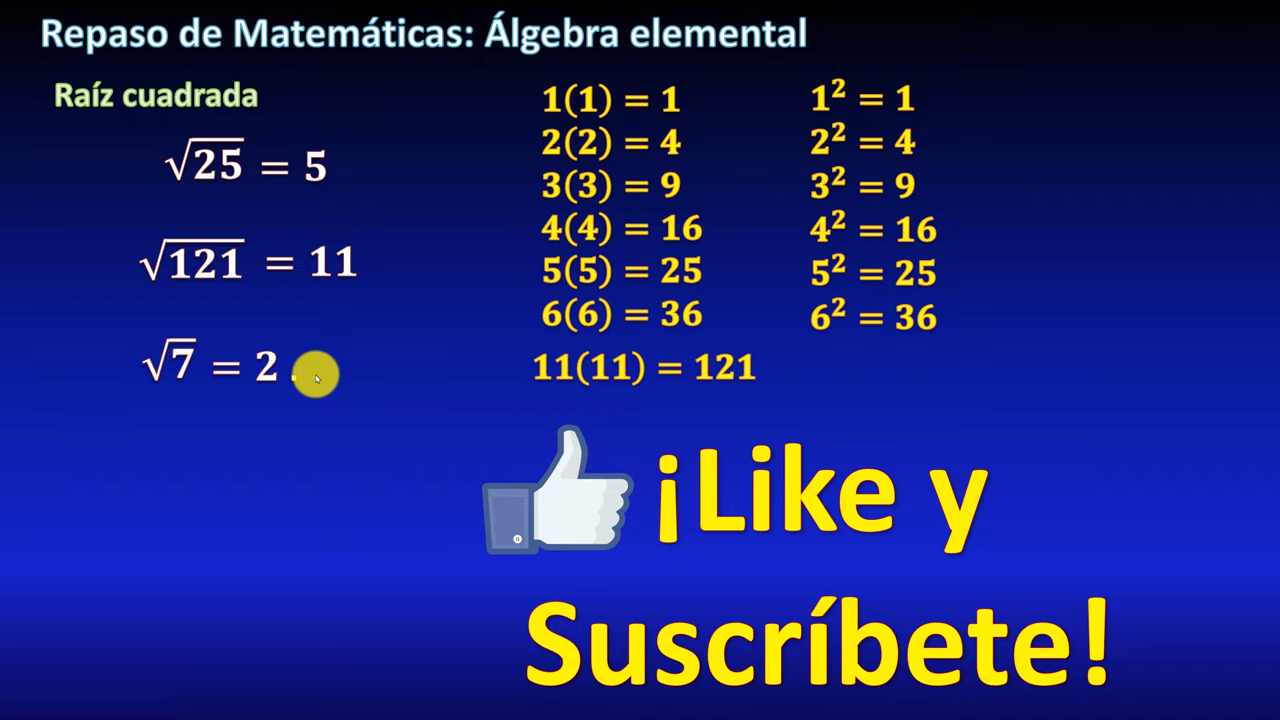 Repaso de Matemáticas: Álgebra elemental
Raíz cuadrada
√25 = 5
√121 = 11
√7 = 2 .
1(1) = 1
2(2) = 4
3(3) = 9
4(4) = 16
5(5) = 25
6(6) = 36
11(11) = 121
1² = 1
2² = 4
3² = 9
4² = 16
5² = 25
6² = 36
¡Like y
Suscríbete!